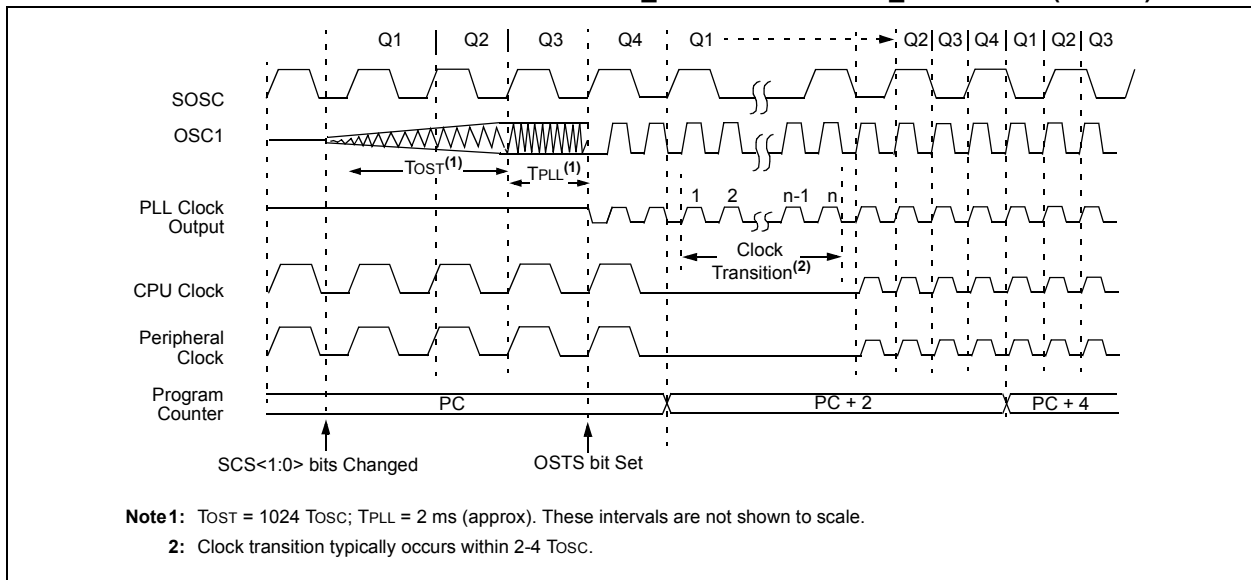 Q1 Q2 Q3 Q4 Q1 Q2 Q3 Q4 Q1 Q2 Q3
SOSC
OSC1
TOST(1) TPLL(1)
1 2 n-1 n
PLL Clock
Output
Clock
Transition(2)
CPU Clock
Peripheral
Clock
Program
Counter
PC PC + 2 PC + 4
SCS<1:0> bits Changed OSTS bit Set
Note1: TOST = 1024 TOSC; TPLL = 2 ms (approx). These intervals are not shown to scale.
2: Clock transition typically occurs within 2-4 TOSC.